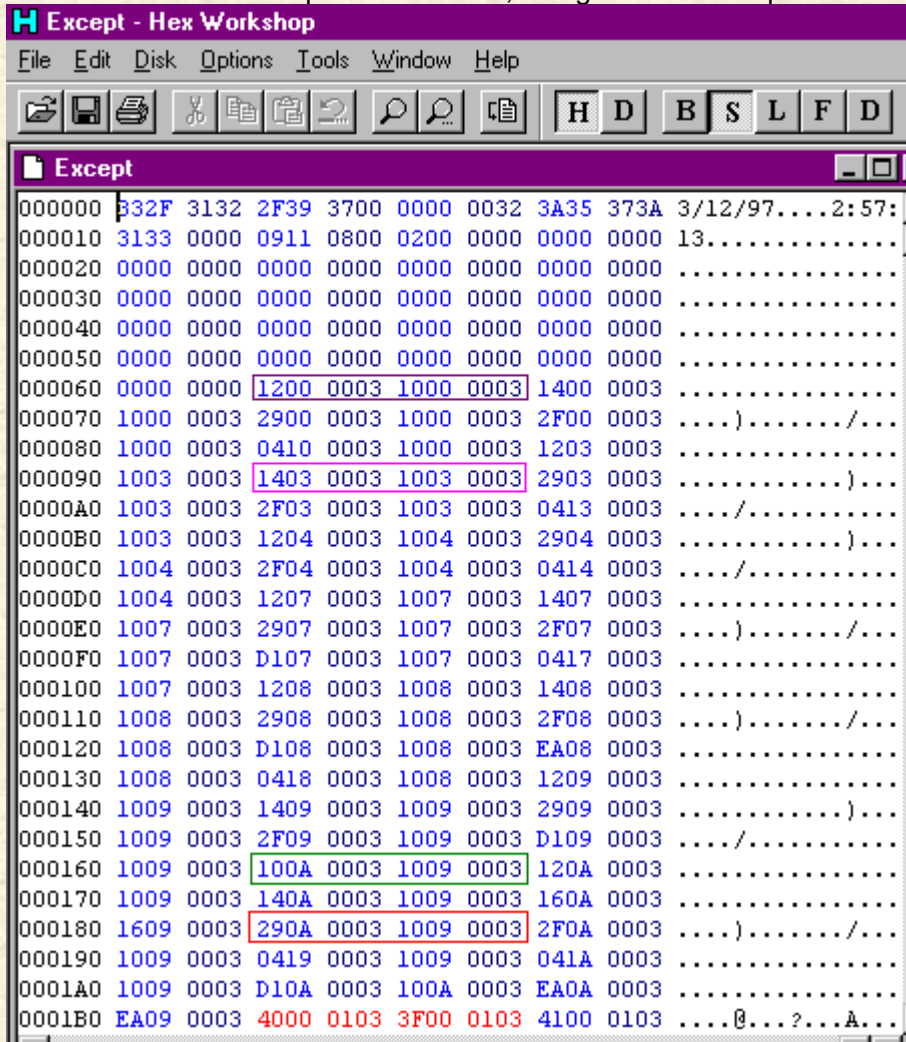 Except - Hex Workshop
File Edit Disk Options Tools Window Help
H D B S L F D
Except
000000 332F 3132 2F39 3700 0000 0032 3A35 373A 3/12/97....2:57:
000010 3133 0000 0911 0800 0200 0000 0000 0000 13..............
000020 0000 0000 0000 0000 0000 0000 0000 0000 ................
000030 0000 0000 0000 0000 0000 0000 0000 0000 ................
000040 0000 0000 0000 0000 0000 0000 0000 0000 ................
000050 0000 0000 0000 0000 0000 0000 0000 0000 ................
000060 0000 0000 1200 0003 1000 0003 1400 0003 ................
000070 1000 0003 2900 0003 1000 0003 2F00 0003 ....)......./...
000080 1000 0003 0410 0003 1000 0003 1203 0003 ................
000090 1003 0003 1403 0003 1003 0003 2903 0003 ............)...
0000A0 1003 0003 2F03 0003 1003 0003 0413 0003 ..../...........
0000B0 1003 0003 1204 0003 1004 0003 2904 0003 ............)...
0000C0 1004 0003 2F04 0003 1004 0003 0414 0003 ..../...........
0000D0 1004 0003 1207 0003 1007 0003 1407 0003 ................
0000E0 1007 0003 2907 0003 1007 0003 2F07 0003 ....)......./...
0000F0 1007 0003 D107 0003 1007 0003 0417 0003 ................
000100 1007 0003 1208 0003 1008 0003 1408 0003 ................
000110 1008 0003 2908 0003 1008 0003 2F08 0003 ....)......./...
000120 1008 0003 D108 0003 1008 0003 EA08 0003 ................
000130 1008 0003 0418 0003 1008 0003 1209 0003 ................
000140 1009 0003 1409 0003 1009 0003 2909 0003 ............)...
000150 1009 0003 2F09 0003 1009 0003 D109 0003 ..../...........
000160 1009 0003 100A 0003 1009 0003 120A 0003 ................
000170 1009 0003 140A 0003 1009 0003 160A 0003 ................
000180 1609 0003 290A 0003 1009 0003 2F0A 0003 ....)......./...
000190 1009 0003 0419 0003 1009 0003 041A 0003 ................
0001A0 1009 0003 D10A 0003 100A 0003 EA0A 0003 ................
0001B0 EA09 0003 4000 0103 3F00 0103 4100 0103 ....@...?...A...